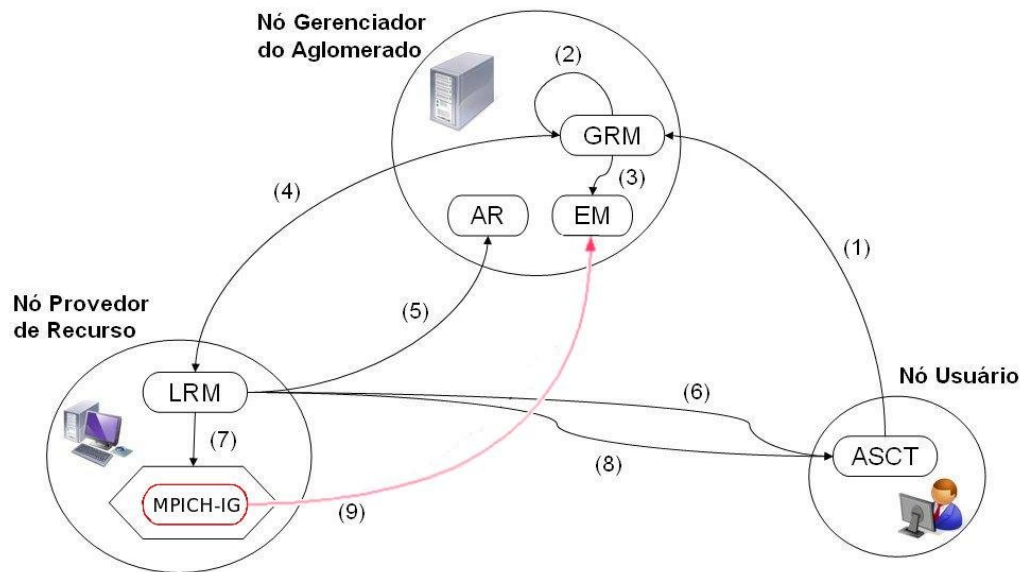 Nó Gerenciador
do Aglomerado
(2)
GRM
(3)
(4)
AR
EM
(1)
(5)
Nó Provedor
de Recurso
LRM
(6)
Nó Usuário
(7)
(8)
ASCT
MPICH-IG
(9)